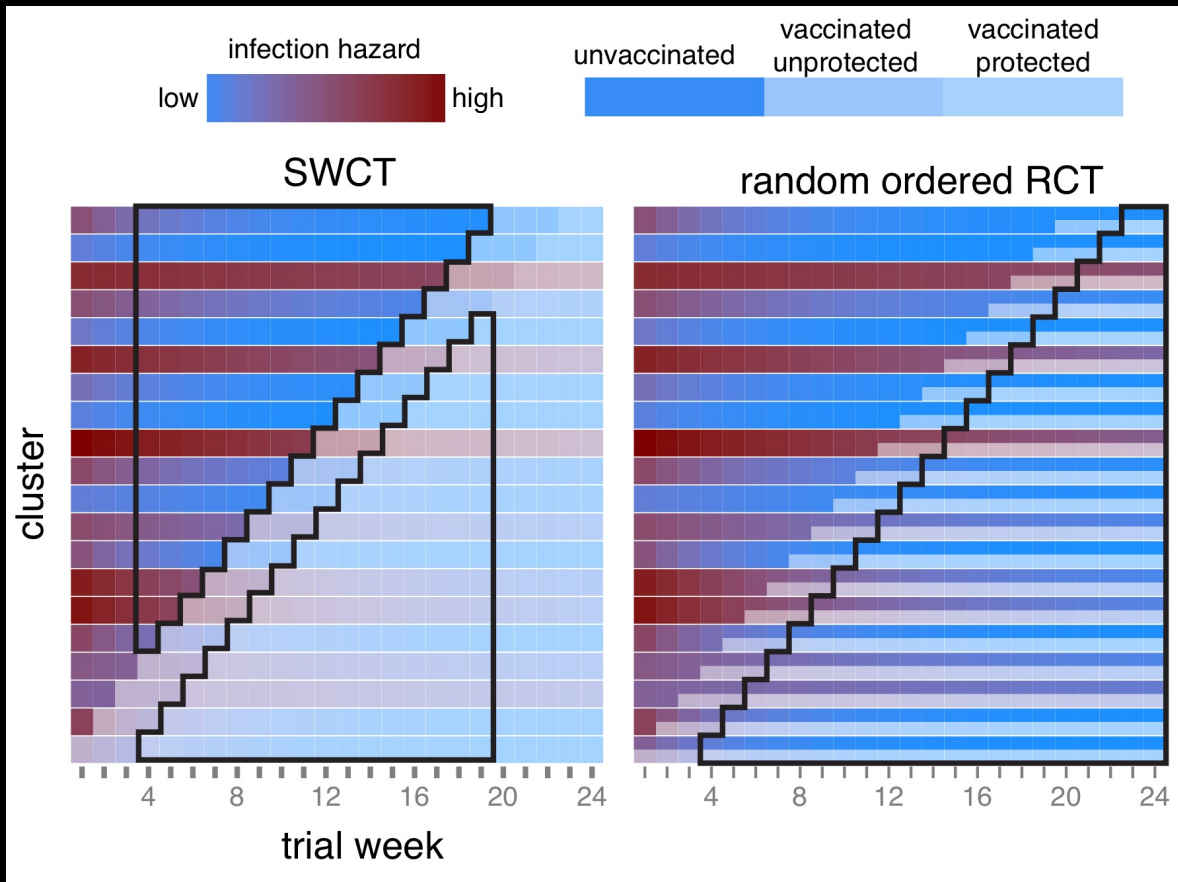 infection hazard
low
high
unvaccinated
vaccinated
unprotected
vaccinated
protected
SWCT
random ordered RCT
cluster
4 8 12 16 20 24
4 8 12 16 20 24
trial week